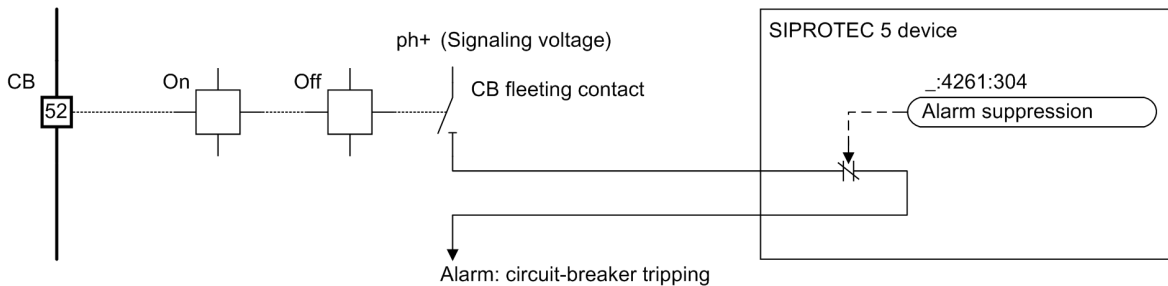 SIPROTEC 5 device
ph+ (Signaling voltage)
CB
On
Off
CB fleeting contact
_:4261:304
52
Alarm suppression
Alarm: circuit-breaker tripping